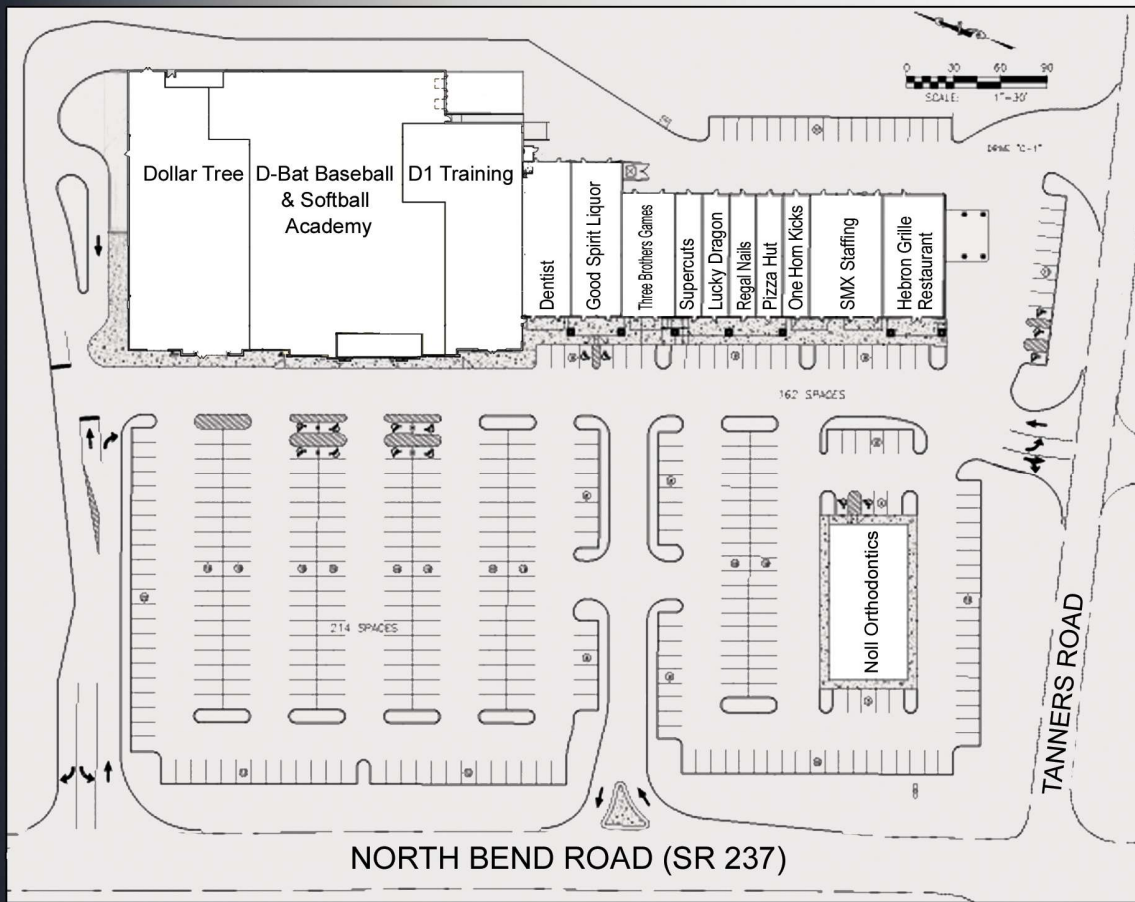 0 30 60 90
SCALE: 1"=30'
Dollar Tree
D-Bat Baseball
& Softball
Academy
D1 Training
Dentist
Good Spirit Liquor
Three Brothers Games
Supercuts
Lucky Dragon
Regal Nails
Pizza Hut
One Hom Kicks
SMX Staffing
Hebron Grille
Restaurant
162 SPACES
214 SPACES
Noll Orthodontics
TANNERS ROAD
NORTH BEND ROAD (SR 237)